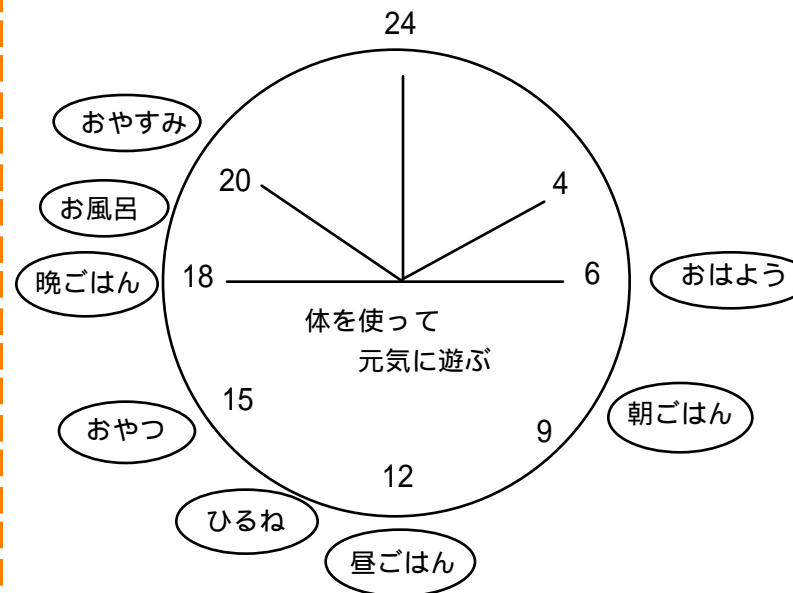 24
おやすみ
20
4
お風呂
晩ごはん
18
6
おはよう
体を使って
元気に遊ぶ
15
おやつ
9
朝ごはん
12
ひるね
昼ごはん